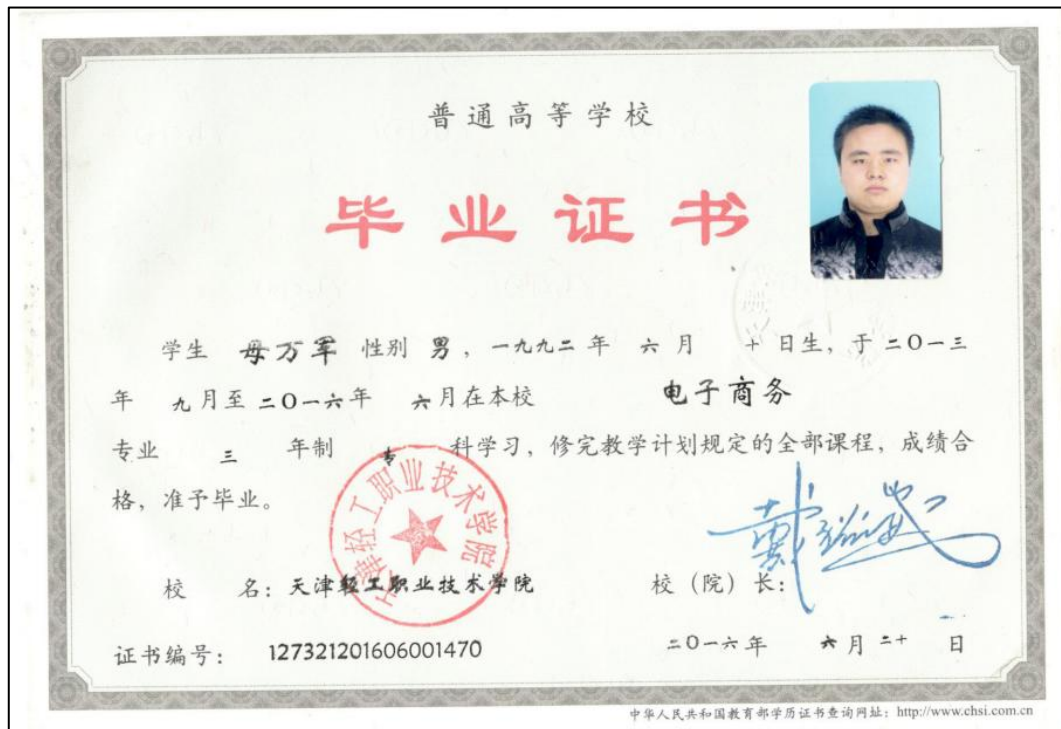 普通高等学校
毕业证书
学生 母万军 性别 男，一九九二年 六月 十日生，于二〇一三
年 九月至二〇一六年 六月在本校 电子商务
专业 三 年制 专 科学习，修完教学计划规定的全部课程，成绩合
格，准予毕业。
天津轻工职业技术学院
校 名：天津轻工职业技术学院 校（院）长：
证书编号： 127321201606001470 二〇一六年 六月二十 日
中华人民共和国教育部学历证书查询网址：http://www.chsi.com.cn